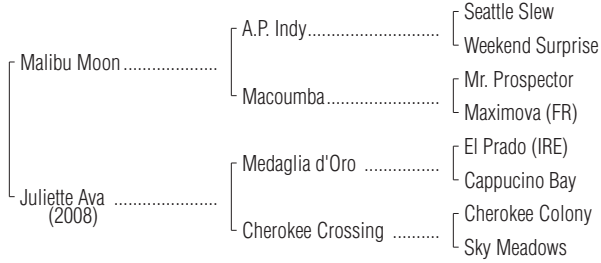 Seattle Slew
A.P. Indy
Weekend Surprise
Malibu Moon
Mr. Prospector
Macoumba
Maximova (FR)
El Prado (IRE)
Medaglia d'Oro
Cappucino Bay
Juliette Ava
(2008)
Cherokee Colony
Cherokee Crossing
Sky Meadows